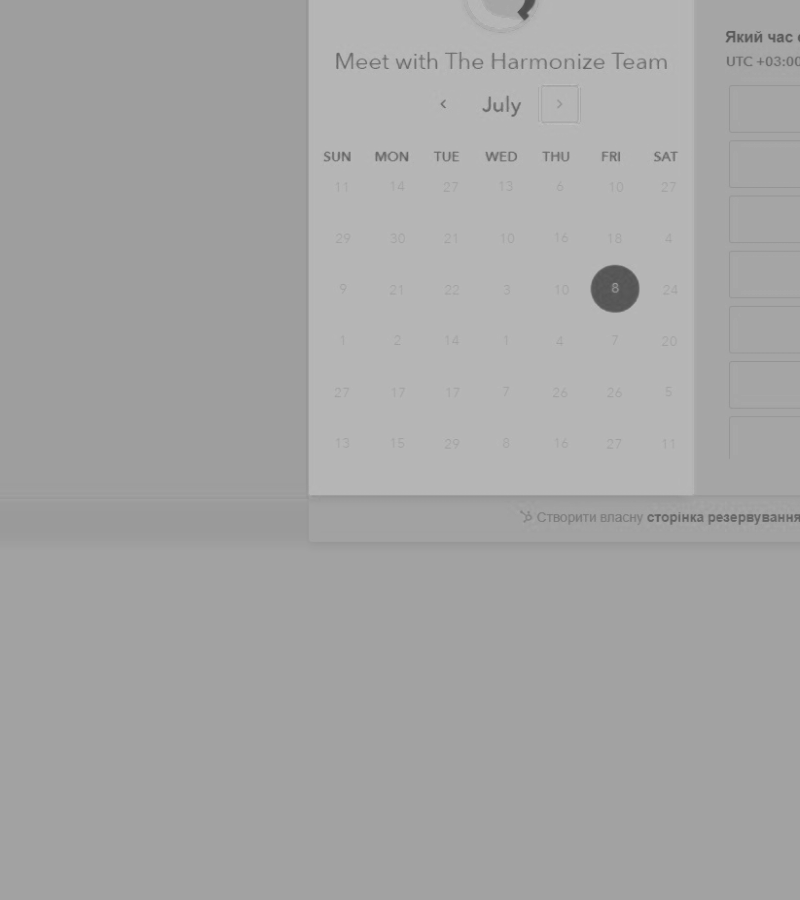 Meet with The Harmonize Team
July
SUN MON TUE WED THU FRI SAT
11 14 27 13 6 10 27
29 30 21 10 16 18 4
9 21 22 3 10 8 24
1 2 14 1 4 7 20
27 17 17 7 26 26 5
13 15 29 8 16 27 11
Який час
UTC +03:00
Створити власну сторінка резервування